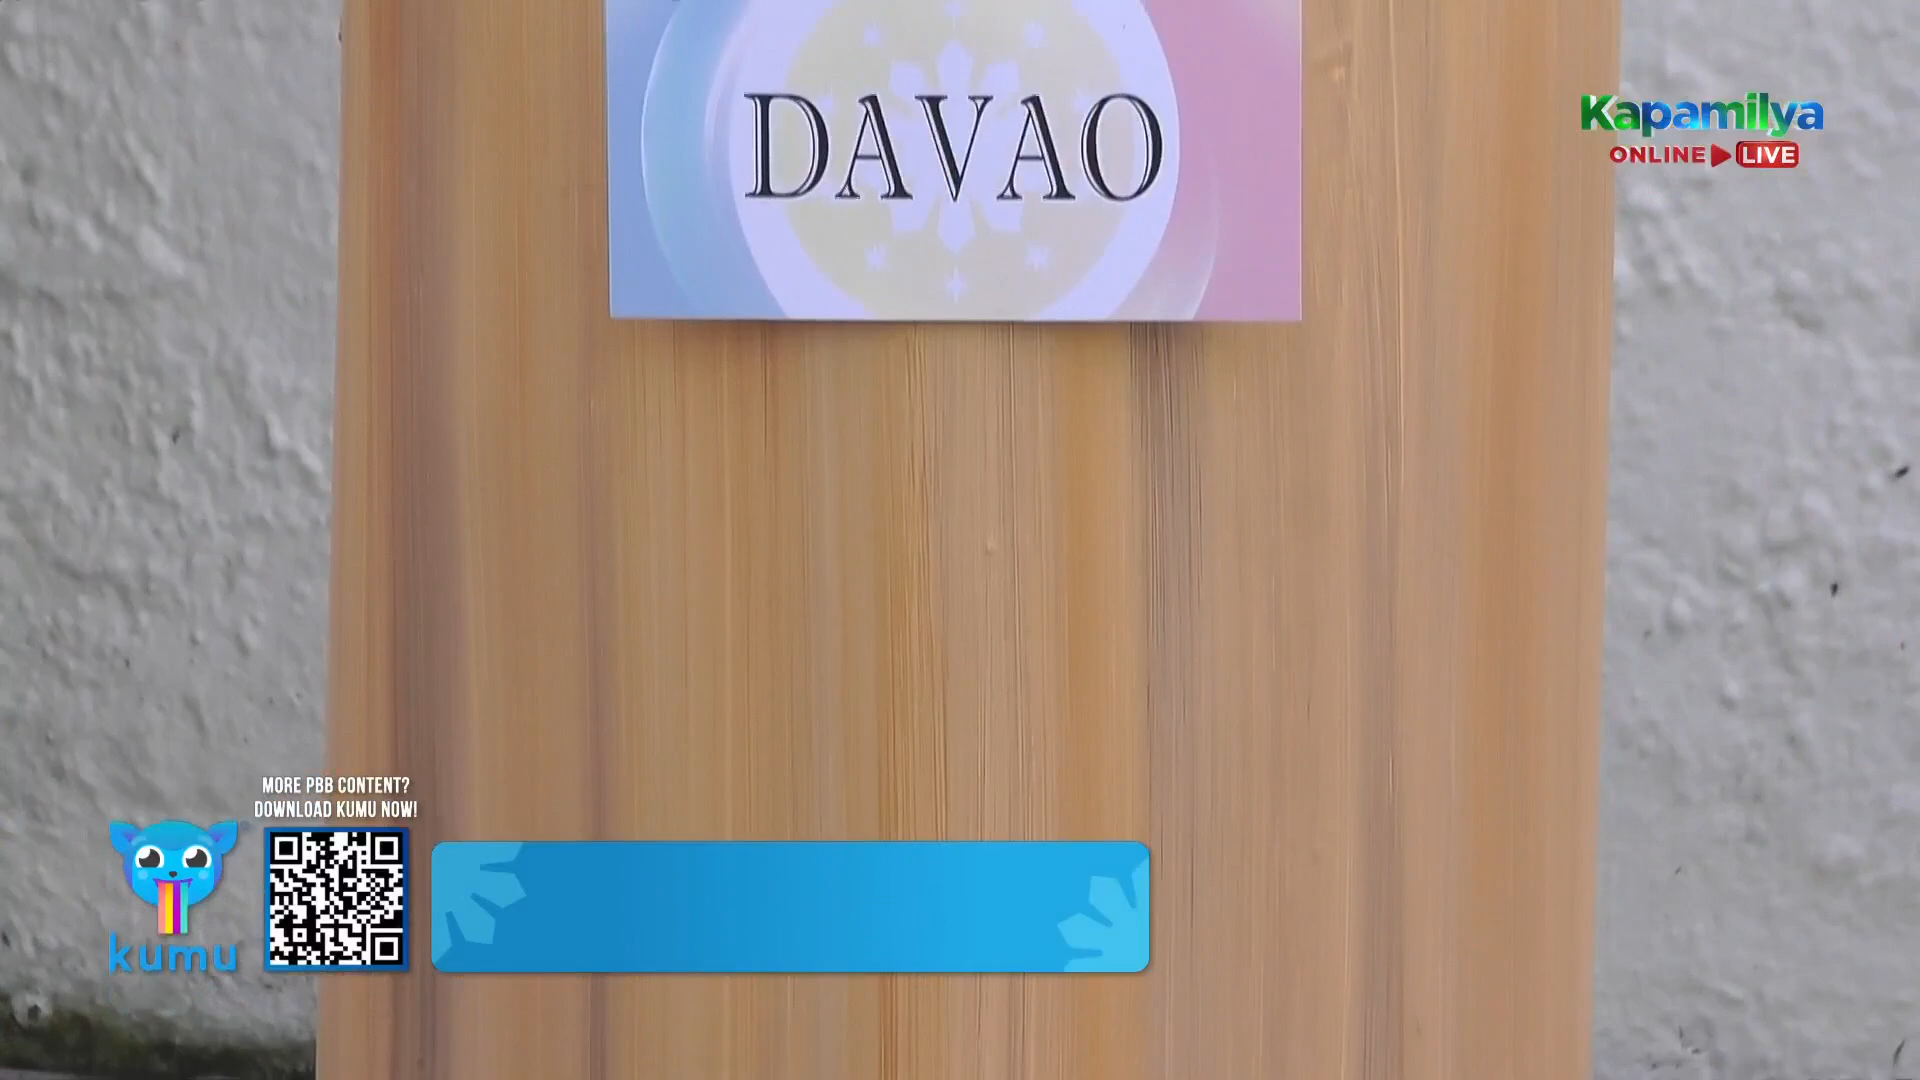 DAVAO
Kapamilya
ONLINE LIVE
MORE PBB CONTENT?
DOWNLOAD KUMU NOW!
kumu